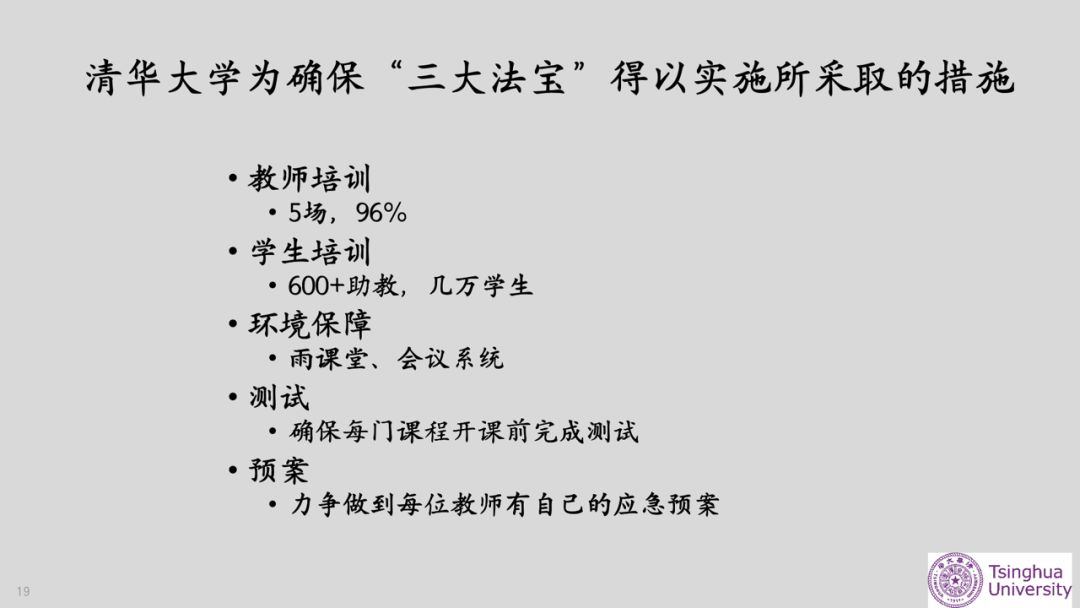 清华大学为确保“三大法宝”得以实施所采取的措施
• 教师培训
• 5场，96%
• 学生培训
• 600+助教，几万学生
• 环境保障
• 雨课堂、会议系统
• 测试
• 确保每门课程开课前完成测试
• 预案
• 力争做到每位教师有自己的应急预案
19
Tsinghua
University